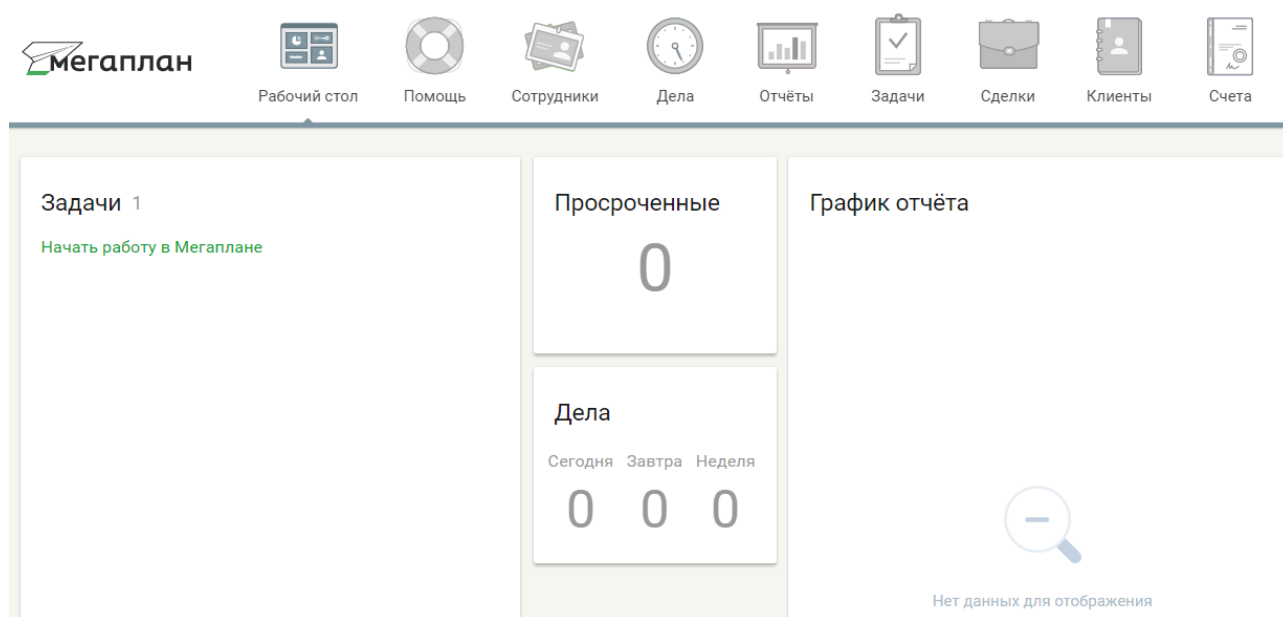 мегаплан
Рабочий стол Помощь Сотрудники Дела Отчёты Задачи Сделки Клиенты Счета
Задачи 1
Начать работу в Мегаплане
Просроченные
0
Дела
Сегодня Завтра Неделя
0 0 0
График отчёта
Нет данных для отображения